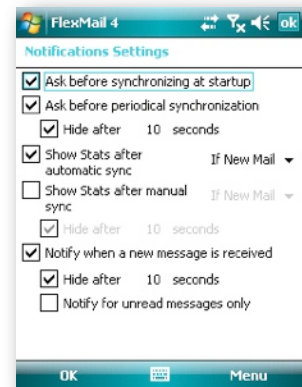 FlexMail 4
ok
Notifications Settings
Ask before synchronizing at startup
Ask before periodical synchronization
Hide after 10 seconds
Show Stats after
automatic sync
If New Mail
Show Stats after manual
sync
If New Mail
Hide after 10 seconds
Notify when a new message is received
Hide after 10 seconds
Notify for unread messages only
OK
Menu